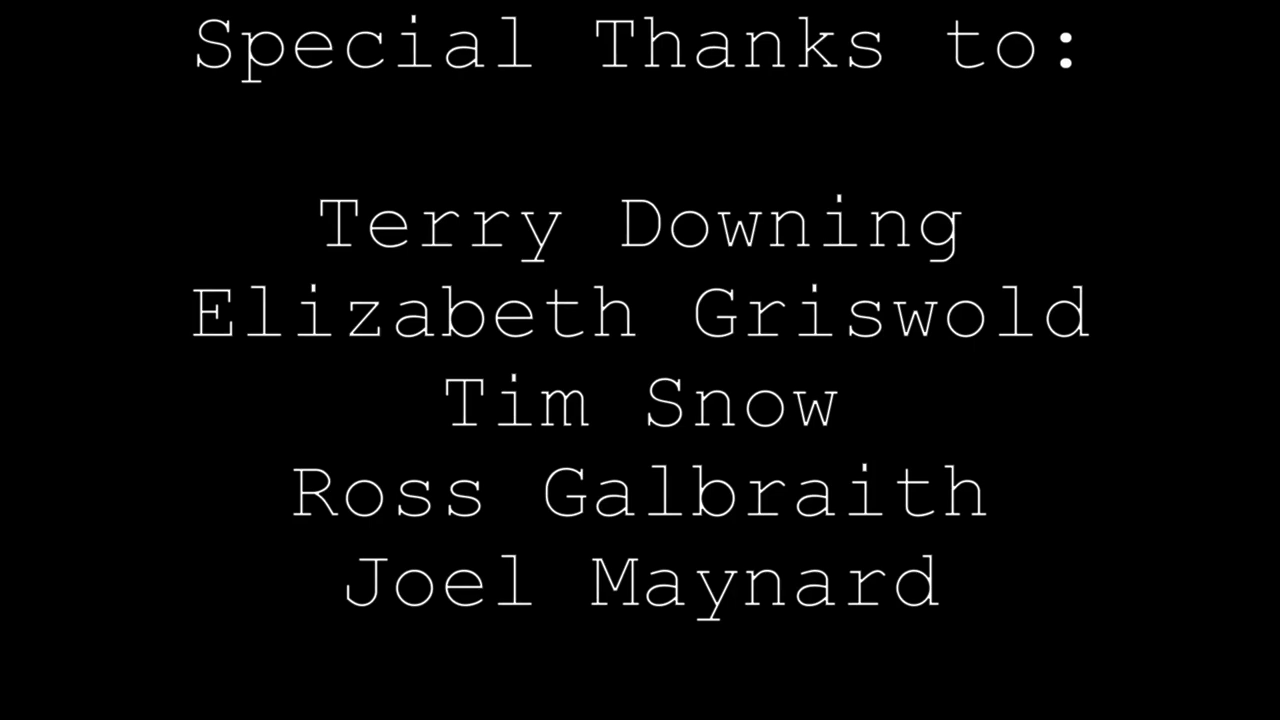 Special Thanks to:
Terry Downing
Elizabeth Griswold
Tim Snow
Ross Galbraith
Joel Maynard